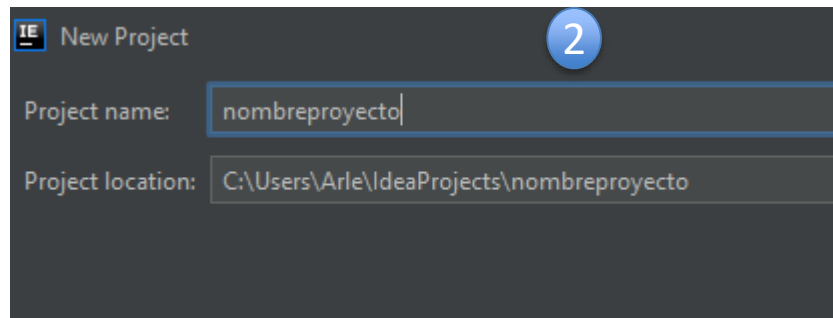 IE New Project
2
Project name: nombreproyecto
Project location: C:\Users\Arle\IdeaProjects\nombreproyecto